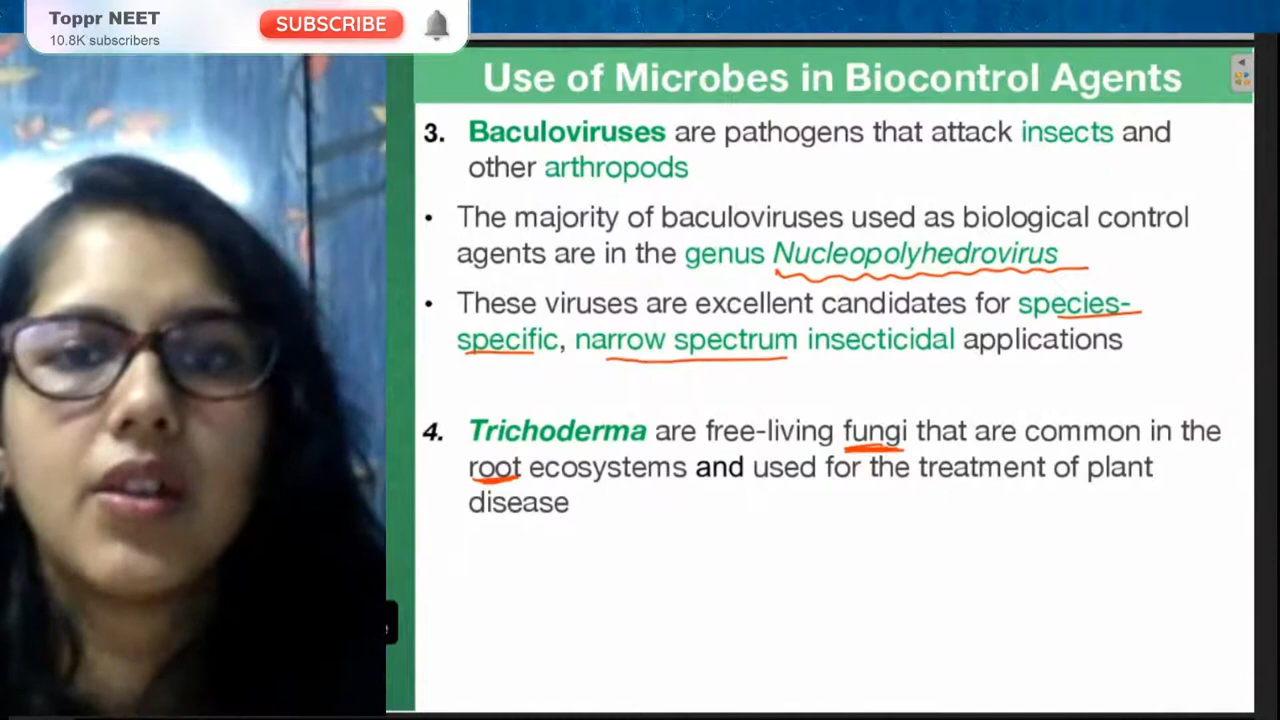 Toppr NEET
10.8K subscribers
SUBSCRIBE
Use of Microbes in Biocontrol Agents
3. Baculoviruses are pathogens that attack insects and
other arthropods
• The majority of baculoviruses used as biological control
agents are in the genus Nucleopolyhedrovirus
• These viruses are excellent candidates for species-
specific, narrow spectrum insecticidal applications
4. Trichoderma are free-living fungi that are common in the
root ecosystems and used for the treatment of plant
disease